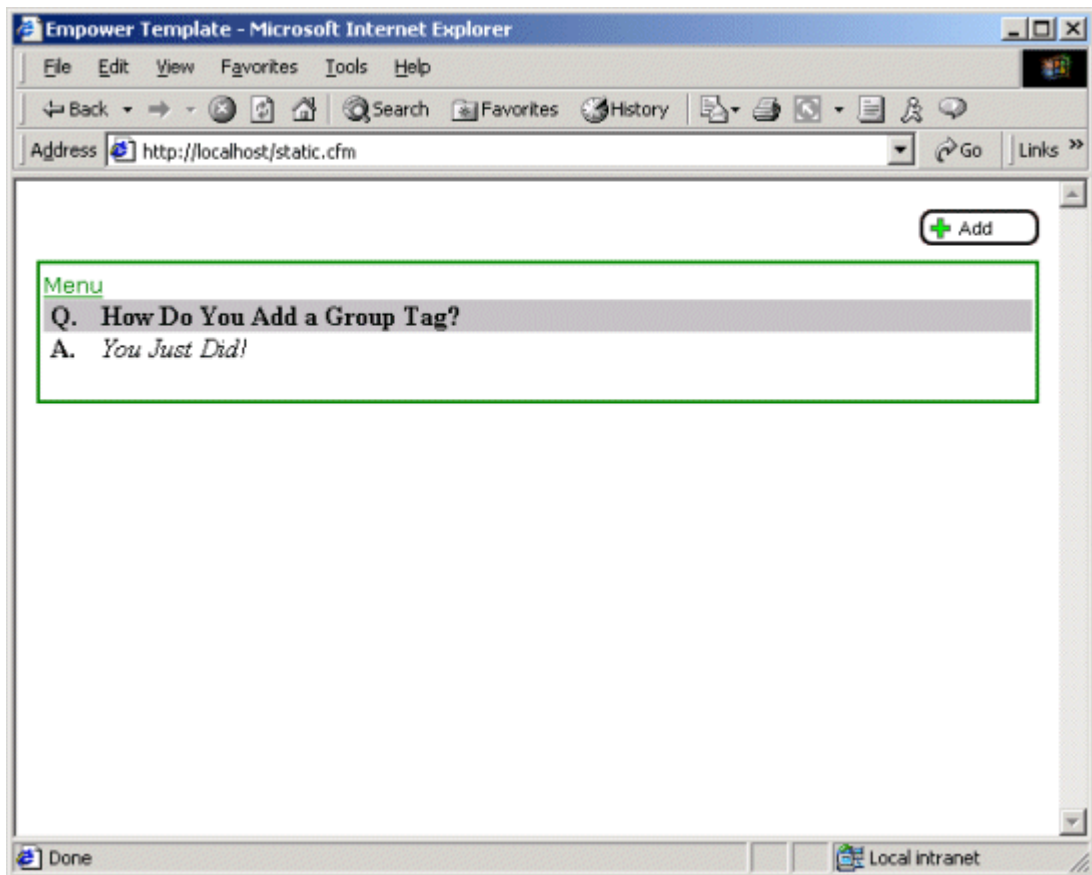 Empower Template - Microsoft Internet Explorer
File Edit View Favorites Tools Help
Back Search Favorites History
Address http://localhost/static.cfm Go Links »
Add
Menu
Q. How Do You Add a Group Tag?
A. You Just Did!
Done Local intranet